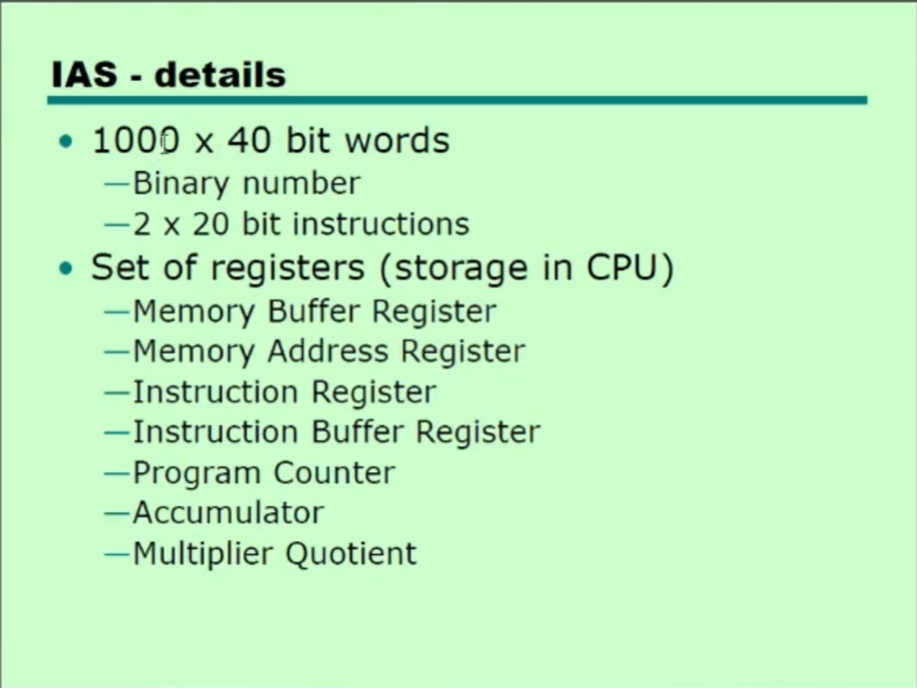 IAS - details
• 1000 x 40 bit words
—Binary number
—2 x 20 bit instructions
• Set of registers (storage in CPU)
—Memory Buffer Register
—Memory Address Register
—Instruction Register
—Instruction Buffer Register
—Program Counter
—Accumulator
—Multiplier Quotient